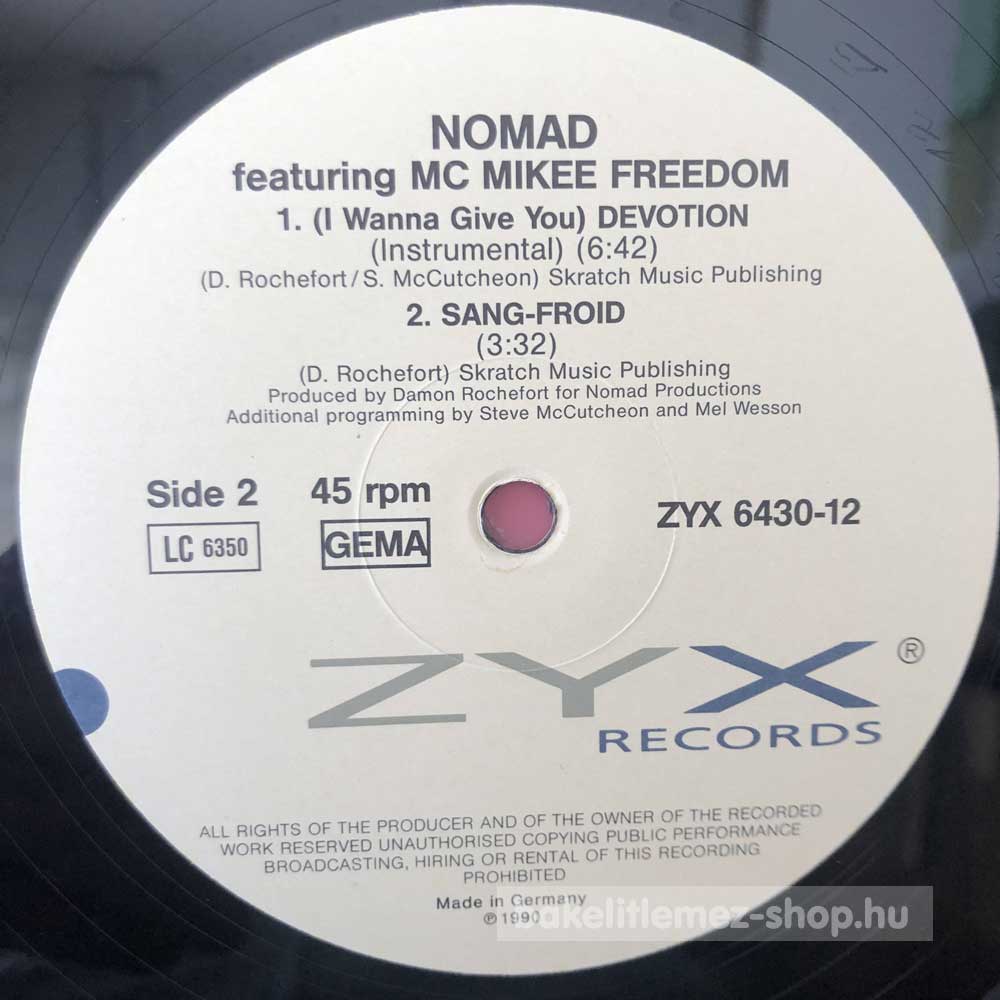 NOMAD
featuring MC MIKEE FREEDOM
1. (I Wanna Give You) DEVOTION
(Instrumental) (6:42)
(D. Rochefort/S. McCutcheon) Skratch Music Publishing
2. SANG-FROID
(3:32)
(D. Rochefort) Skratch Music Publishing
Produced by Damon Rochefort for Nomad Productions
Additional programming by Steve McCutcheon and Mel Wesson
Side 2 45 rpm
LC 6350 GEMA
ZYX 6430-12
ZYX ®
RECORDS
ALL RIGHTS OF THE PRODUCER AND OF THE OWNER OF THE RECORDED
WORK RESERVED UNAUTHORISED COPYING PUBLIC PERFORMANCE
BROADCASTING, HIRING OR RENTAL OF THIS RECORDING
PROHIBITED
Made in Germany
℗ 1990
bakelitlemez-shop.hu